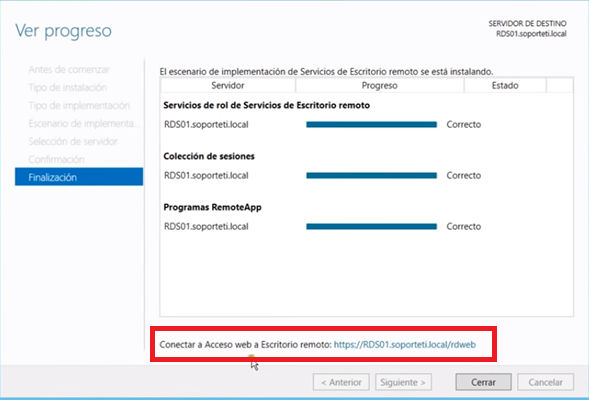 Ver progreso
SERVIDOR DE DESTINO
RDS01.soporteti.local
Antes de comenzar
Tipo de instalación
Tipo de implementación
Escenario de implementa...
Selección de servidor
Confirmación
Finalización
El escenario de implementación de Servicios de Escritorio remoto se está instalando.
Servidor Progreso Estado
Servicios de rol de Servicios de Escritorio remoto
RDS01.soporteti.local Correcto
Colección de sesiones
RDS01.soporteti.local Correcto
Programas RemoteApp
RDS01.soporteti.local Correcto
Conectar a Acceso web a Escritorio remoto: https://RDS01.soporteti.local/rdweb
< Anterior Siguiente > Cerrar Cancelar